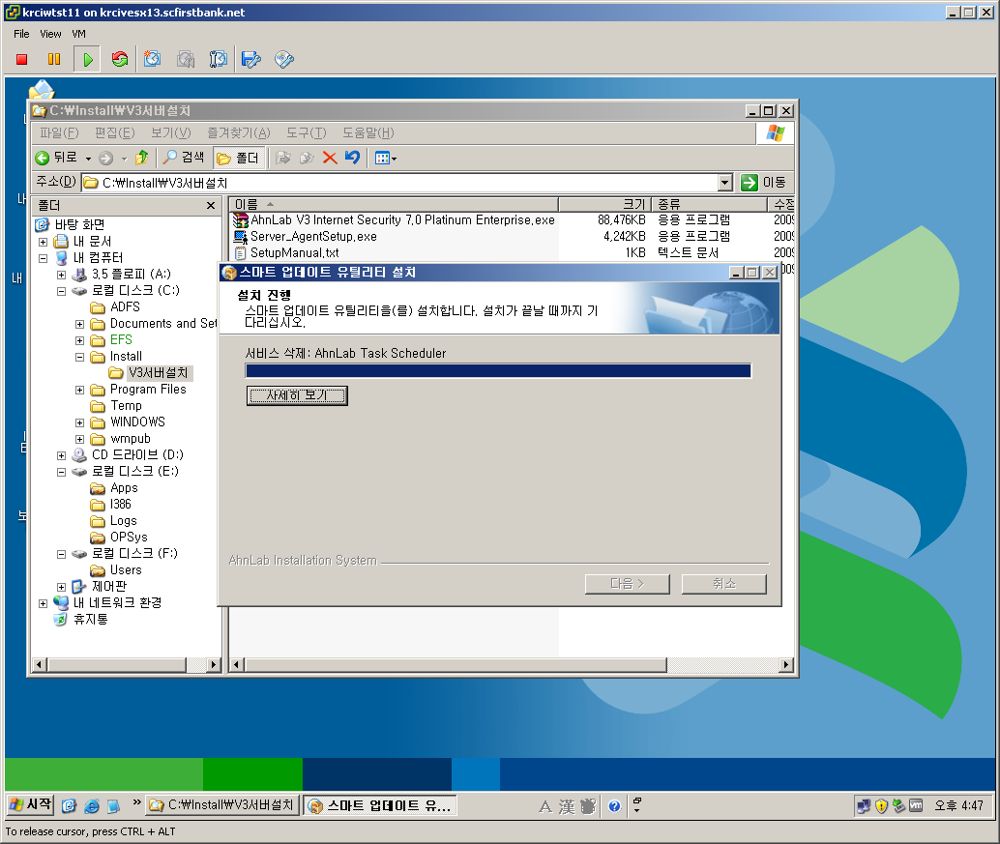 krciwtst11 on krcivesx13.scfirstbank.net
File View VM
C:\Install\V3서버설치
파일(F) 편집(E) 보기(V) 즐겨찾기(A) 도구(T) 도움말(H)
뒤로 검색 폴더
주소(D) C:\Install\V3서버설치 이동
폴더
이름 크기 종류 수정
AhnLab V3 Internet Security 7,0 Platinum Enterprise,exe 88,476KB 응용 프로그램 2009
Server_AgentSetup,exe 4,242KB 응용 프로그램 2009
SetupManual,txt 1KB 텍스트 문서 2009
바탕 화면
내 문서
내 컴퓨터
3,5 플로피 (A:)
로컬 디스크 (C:)
ADFS
Documents and Set
EFS
Install
V3서버설치
Program Files
Temp
WINDOWS
wmpub
CD 드라이브 (D:)
로컬 디스크 (E:)
Apps
I386
Logs
OPSys
로컬 디스크 (F:)
Users
제어판
내 네트워크 환경
휴지통
스마트 업데이트 유틸리티 설치
설치 진행
스마트 업데이트 유틸리티을(를) 설치합니다. 설치가 끝날 때까지 기
다리십시오.
서비스 삭제: AhnLab Task Scheduler
자세히 보기
AhnLab Installation System
다음 >
취소
시작 » C:\Install\V3서버설치 스마트 업데이트 유... A 漢 ? vm 오후 4:47
To release cursor, press CTRL + ALT